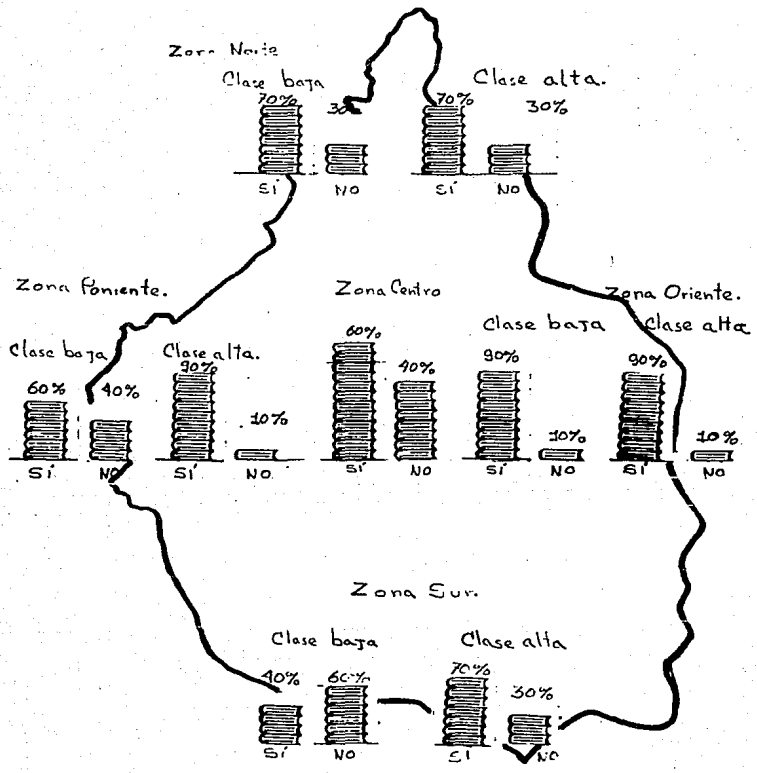 Zona Norte
Clase baja
70%
SÍ
NO
Clase alta.
70%
30%
SÍ
NO
Zona Poniente.
Clase baja
60%
40%
SÍ
NO
Clase alta.
90%
10%
SÍ
NO
Zona Centro
60%
40%
SÍ
NO
Zona Oriente.
Clase baja
90%
10%
SÍ
NO
Clase alta
90%
10%
SÍ
NO
Zona Sur.
Clase baja
40%
60%
SÍ
NO
Clase alta
70%
30%
SÍ
NO